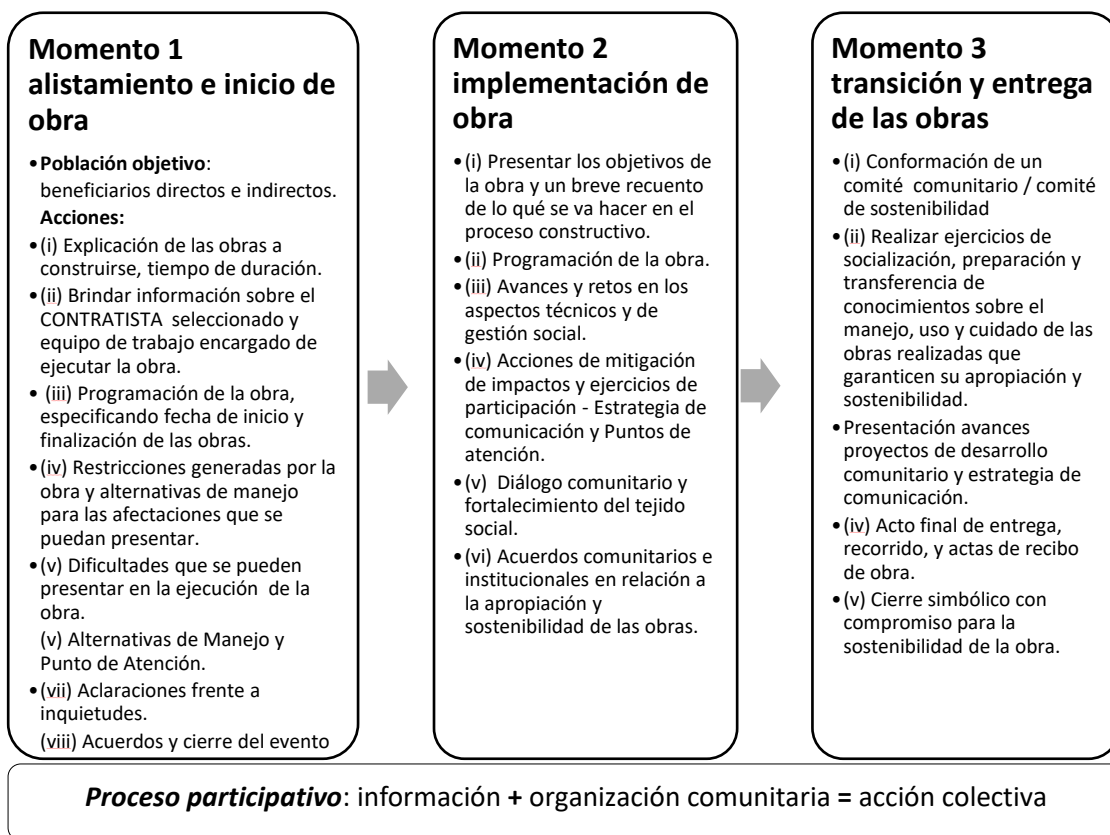 Momento 1
alistamiento e inicio de
obra
•Población objetivo:
beneficiarios directos e indirectos.
Acciones:
•(i) Explicación de las obras a
construirse, tiempo de duración.
•(ii) Brindar información sobre el
CONTRATISTA seleccionado y
equipo de trabajo encargado de
ejecutar la obra.
• (iii) Programación de la obra,
especificando fecha de inicio y
finalización de las obras.
•(iv) Restricciones generadas por la
obra y alternativas de manejo
para las afectaciones que se
puedan presentar.
•(v) Dificultades que se pueden
presentar en la ejecución de la
obra.
(v) Alternativas de Manejo y
Punto de Atención.
•(vii) Aclaraciones frente a
inquietudes.
(viii) Acuerdos y cierre del evento
Momento 2
implementación de
obra
•(i) Presentar los objetivos de
la obra y un breve recuento
de lo qué se va hacer en el
proceso constructivo.
•(ii) Programación de la obra.
•(iii) Avances y retos en los
aspectos técnicos y de
gestión social.
•(iv) Acciones de mitigación
de impactos y ejercicios de
participación - Estrategia de
comunicación y Puntos de
atención.
•(v) Diálogo comunitario y
fortalecimiento del tejido
social.
•(vi) Acuerdos comunitarios e
institucionales en relación a
la apropiación y
sostenibilidad de las obras.
Momento 3
transición y entrega
de las obras
•(i) Conformación de un
comité comunitario / comité
de sostenibilidad
•(ii) Realizar ejercicios de
socialización, preparación y
transferencia de
conocimientos sobre el
manejo, uso y cuidado de las
obras realizadas que
garanticen su apropiación y
sostenibilidad.
•Presentación avances
proyectos de desarrollo
comunitario y estrategia de
comunicación.
•(iv) Acto final de entrega,
recorrido, y actas de recibo
de obra.
•(v) Cierre simbólico con
compromiso para la
sostenibilidad de la obra.
Proceso participativo: información + organización comunitaria = acción colectiva